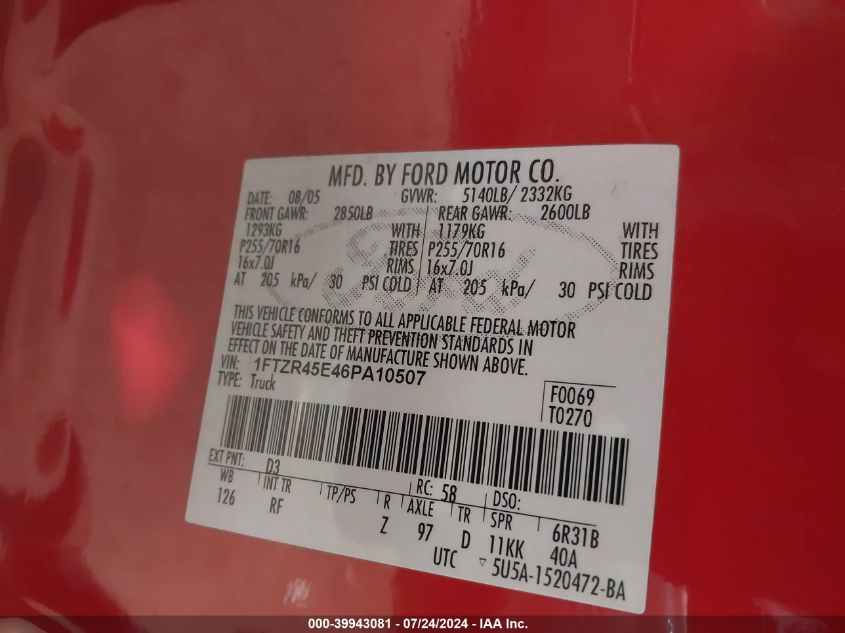 MFD. BY FORD MOTOR CO.
DATE: 08/05 GVWR: 5140LB/ 2332KG
FRONT GAWR: 2850LB REAR GAWR: 2600LB
1293KG WITH 1179KG WITH
P255/70R16 TIRES P255/70R16 TIRES
16x7.0J RIMS 16x7.0J RIMS
AT 205 kPa/ 30 PSI COLD AT 205 kPa/ 30 PSI COLD
Ford
THIS VEHICLE CONFORMS TO ALL APPLICABLE FEDERAL MOTOR
VEHICLE SAFETY AND THEFT PREVENTION STANDARDS IN
EFFECT ON THE DATE OF MANUFACTURE SHOWN ABOVE.
VIN: 1FTZR45E46PA10507
TYPE: Truck
F0069
T0270
EXT PNT: D3 RC: 58 DSO:
WB INT TR TP/PS R AXLE TR SPR 6R31B
126 RF Z 97 D 11KK 40A
UTC ▽5U5A-1520472-BA
000-39943081 - 07/24/2024 - IAA Inc.